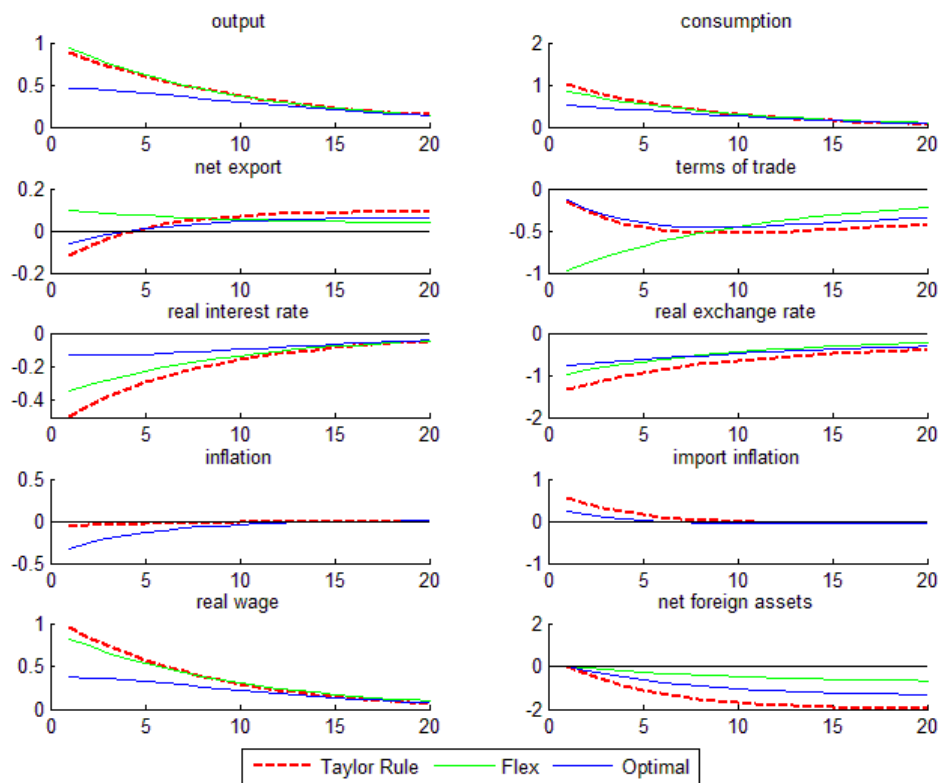 output
1
0.5
0
0 5 10 15 20
consumption
2
1
0
0 5 10 15 20
net export
0.2
0
-0.2
0 5 10 15 20
terms of trade
0
-0.5
-1
0 5 10 15 20
real interest rate
0
-0.2
-0.4
0 5 10 15 20
real exchange rate
0
-1
-2
0 5 10 15 20
inflation
0.5
0
-0.5
0 5 10 15 20
import inflation
1
0
-1
0 5 10 15 20
real wage
1
0.5
0
0 5 10 15 20
net foreign assets
2
0
-2
0 5 10 15 20
Taylor Rule Flex Optimal